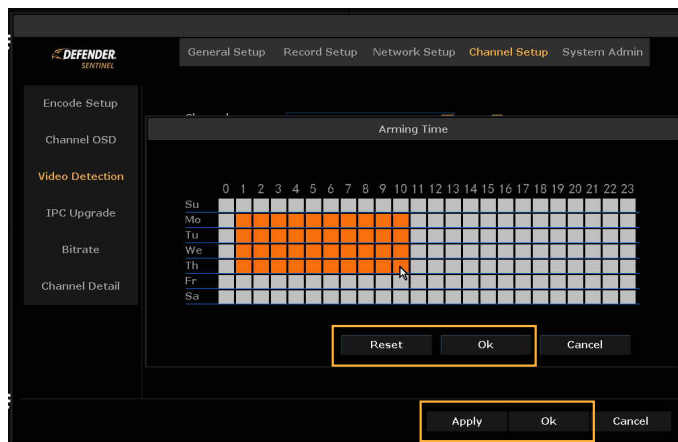 DEFENDER
SENTINEL
General Setup Record Setup Network Setup Channel Setup System Admin
Encode Setup
Channel OSD
Video Detection
IPC Upgrade
Bitrate
Channel Detail
Arming Time
0 1 2 3 4 5 6 7 8 9 10 11 12 13 14 15 16 17 18 19 20 21 22 23
Su
Mo
Tu
We
Th
Fr
Sa
Reset Ok Cancel
Apply Ok Cancel